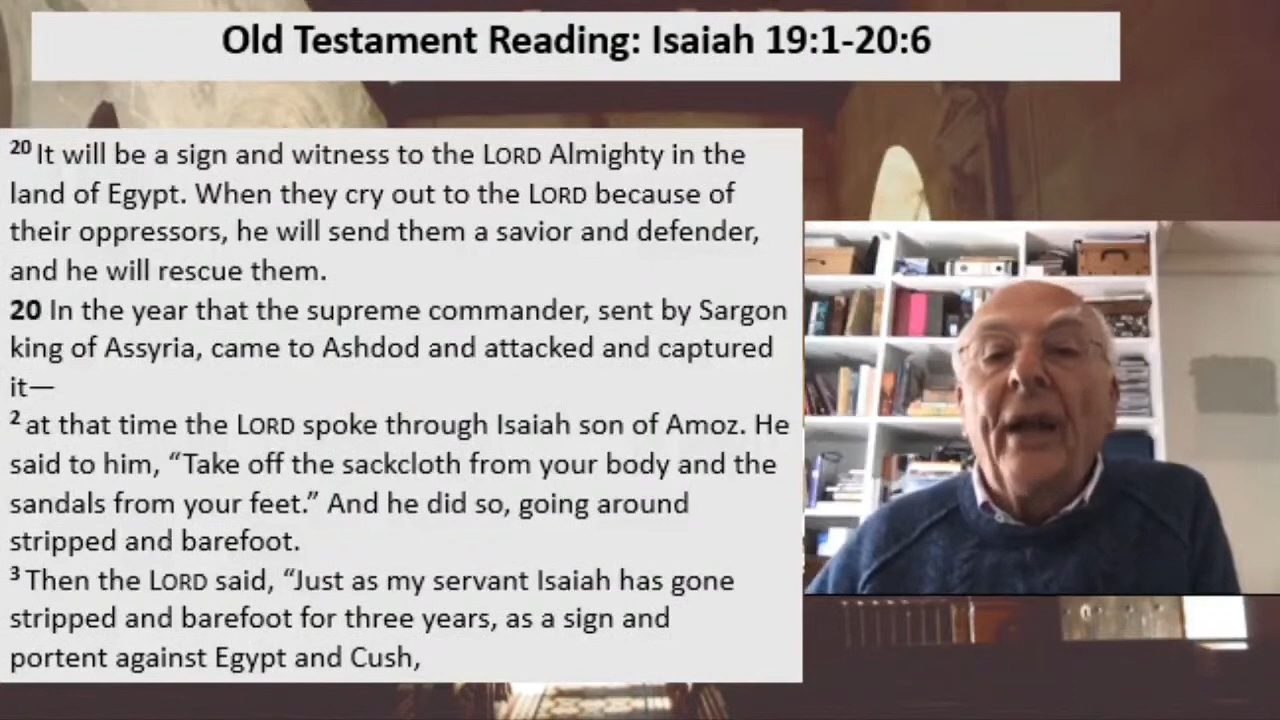 Old Testament Reading: Isaiah 19:1-20:6
20 It will be a sign and witness to the LORD Almighty in the
land of Egypt. When they cry out to the LORD because of
their oppressors, he will send them a savior and defender,
and he will rescue them.
20 In the year that the supreme commander, sent by Sargon
king of Assyria, came to Ashdod and attacked and captured
it—
2 at that time the LORD spoke through Isaiah son of Amoz. He
said to him, “Take off the sackcloth from your body and the
sandals from your feet.” And he did so, going around
stripped and barefoot.
3 Then the LORD said, “Just as my servant Isaiah has gone
stripped and barefoot for three years, as a sign and
portent against Egypt and Cush,